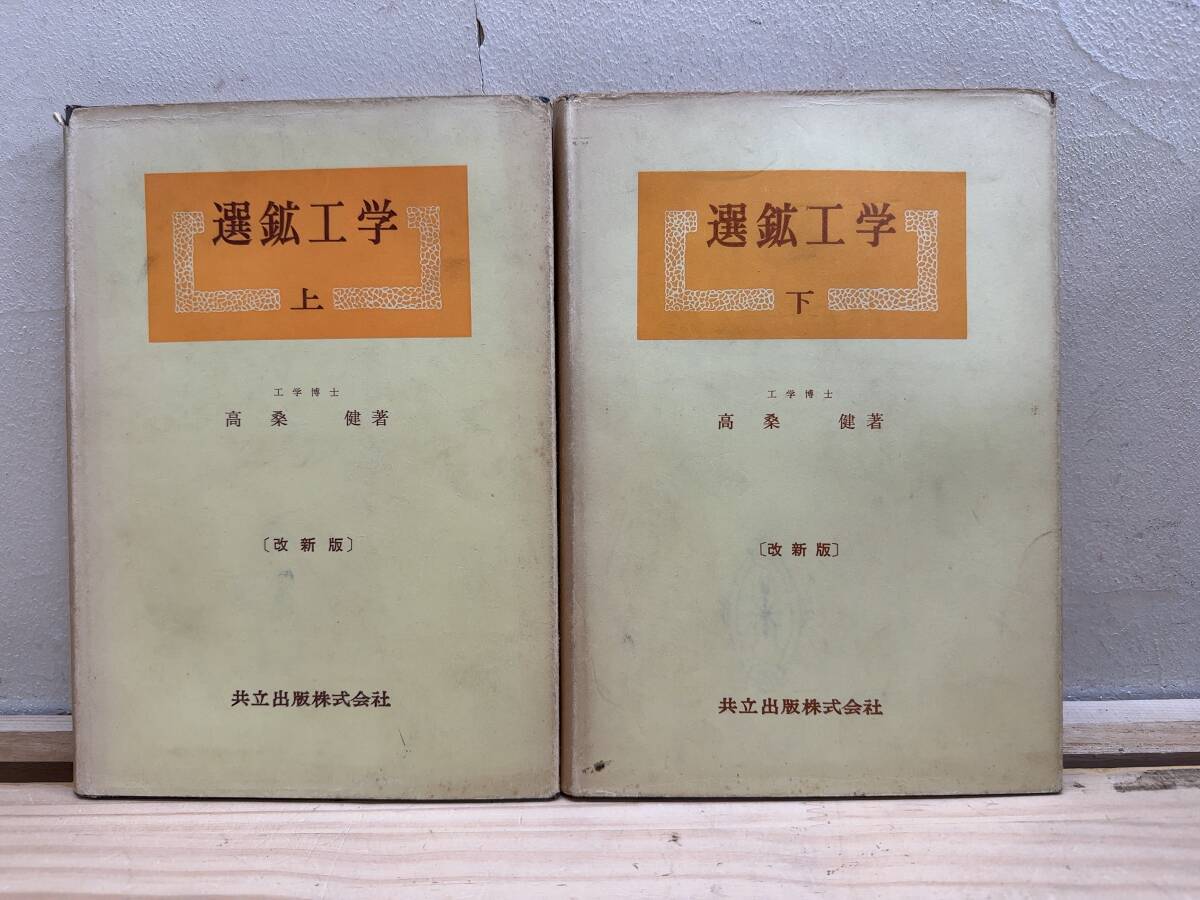 選鉱工学
上
工学博士
高桑 健著
〔改新版〕
共立出版株式会社
選鉱工学
下
工学博士
高桑 健著
〔改新版〕
共立出版株式会社